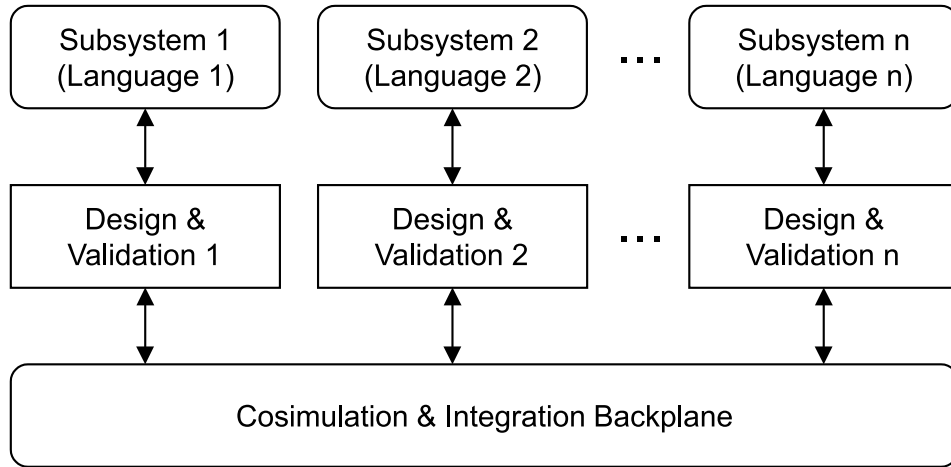 Subsystem 1
(Language 1)
Subsystem 2
(Language 2)
...
Subsystem n
(Language n)
Design &
Validation 1
Design &
Validation 2
...
Design &
Validation n
Cosimulation & Integration Backplane